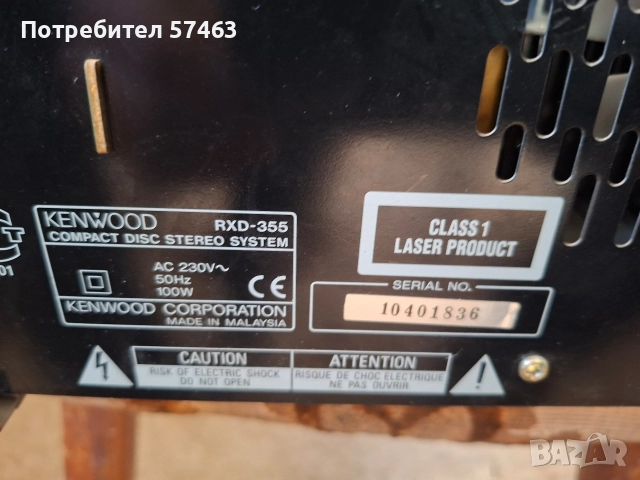 Потребител 57463
KENWOOD RXD-355
COMPACT DISC STEREO SYSTEM
AC 230V~
50Hz
100W
CE
KENWOOD CORPORATION
MADE IN MALAYSIA
CLASS 1
LASER PRODUCT
SERIAL NO.
10401836
01
CAUTION
RISK OF ELECTRIC SHOCK
DO NOT OPEN
ATTENTION
RISQUE DE CHOC ELECTRIQUE
NE PAS OUVRIR
BAZAR